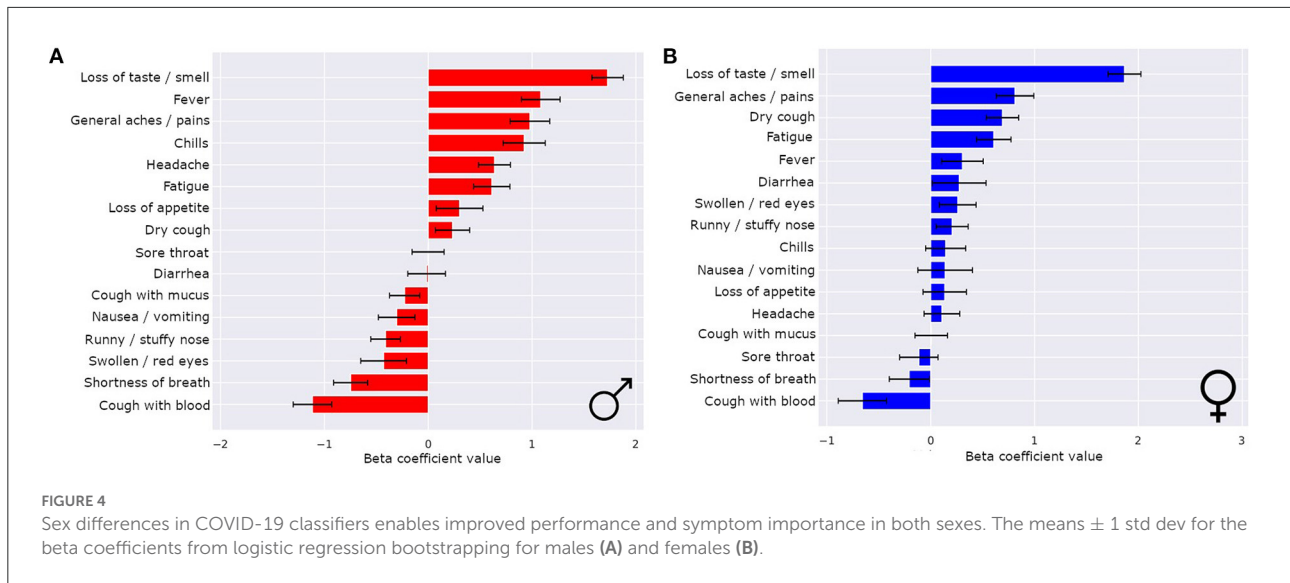 A
Loss of taste / smell
Fever
General aches / pains
Chills
Headache
Fatigue
Loss of appetite
Dry cough
Sore throat
Diarrhea
Cough with mucus
Nausea / vomiting
Runny / stuffy nose
Swollen / red eyes
Shortness of breath
Cough with blood
−2 −1 0 1 2
Beta coefficient value
B
Loss of taste / smell
General aches / pains
Dry cough
Fatigue
Fever
Diarrhea
Swollen / red eyes
Runny / stuffy nose
Chills
Nausea / vomiting
Loss of appetite
Headache
Cough with mucus
Sore throat
Shortness of breath
Cough with blood
−1 0 1 2 3
Beta coefficient value
FIGURE 4
Sex differences in COVID-19 classifiers enables improved performance and symptom importance in both sexes. The means ± 1 std dev for the
beta coefficients from logistic regression bootstrapping for males (A) and females (B).